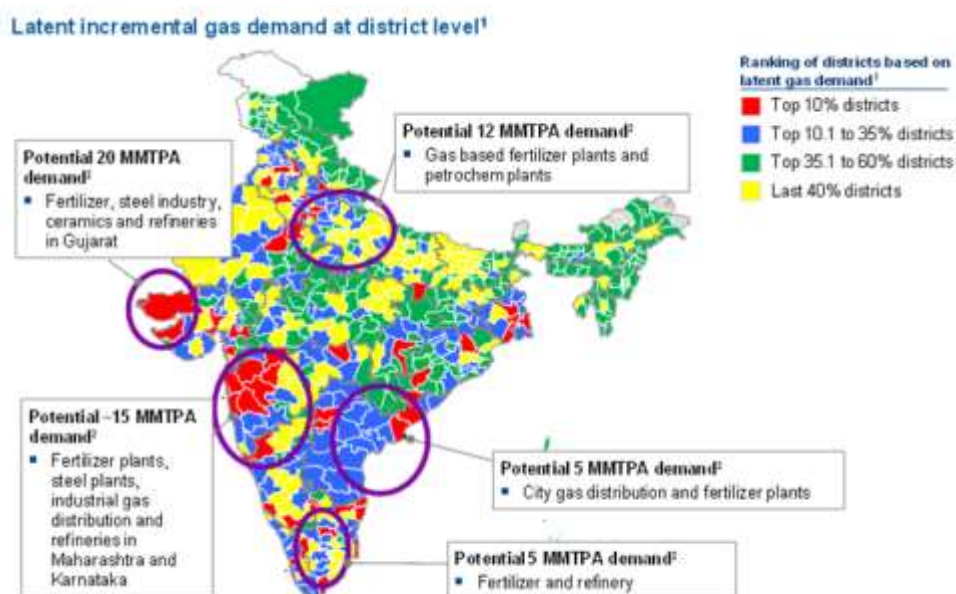 Latent incremental gas demand at district level¹
Ranking of districts based on
latent gas demand¹
Top 10% districts
Top 10.1 to 35% districts
Top 35.1 to 60% districts
Last 40% districts
Potential 12 MMTPA demand²
▪ Gas based fertilizer plants and
petrochem plants
Potential 20 MMTPA
demand²
▪ Fertilizer, steel industry,
ceramics and refineries
in Gujarat
Potential ~15 MMTPA
demand²
▪ Fertilizer plants,
steel plants,
industrial gas
distribution and
refineries in
Maharashtra and
Karnataka
Potential 5 MMTPA demand²
▪ City gas distribution and fertilizer plants
Potential 5 MMTPA demand²
▪ Fertilizer and refinery